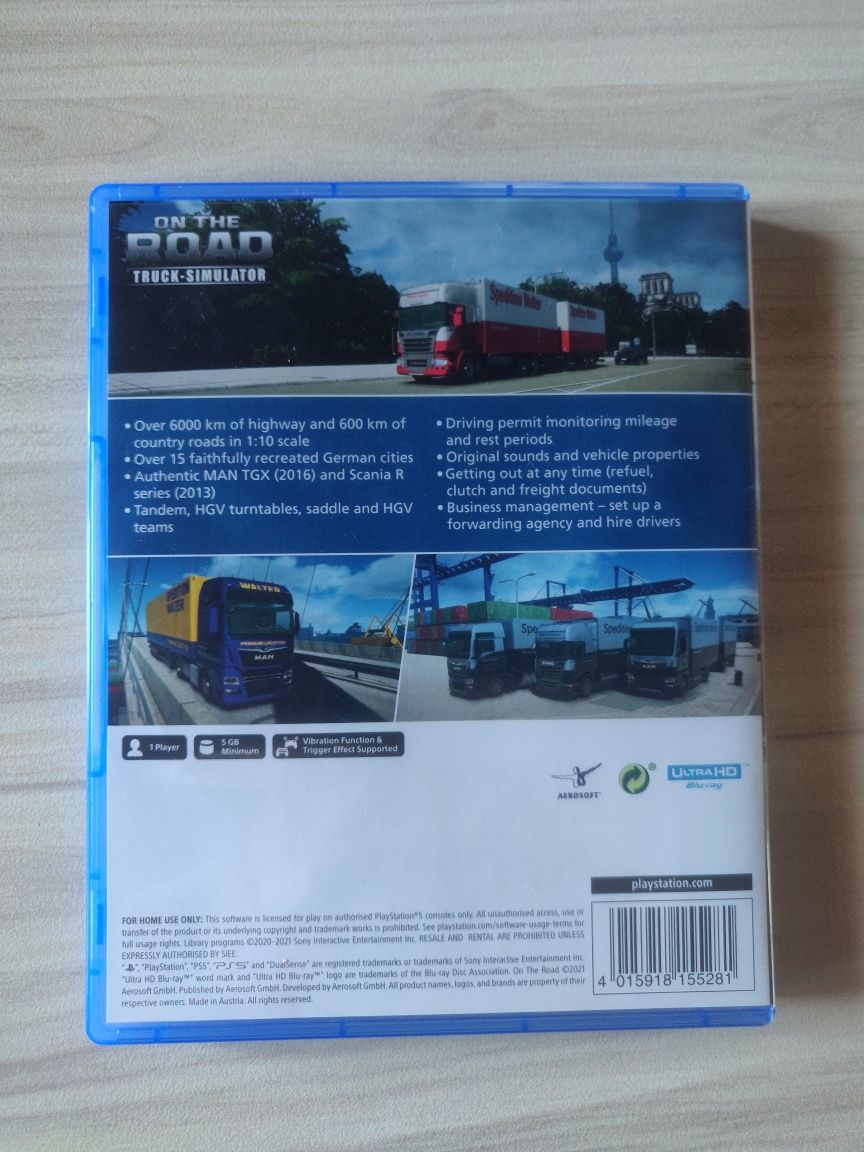 ON THE
ROAD
TRUCK-SIMULATOR
Spedition Walter
Spedition Walter
• Over 6000 km of highway and 600 km of
country roads in 1:10 scale
• Over 15 faithfully recreated German cities
• Authentic MAN TGX (2016) and Scania R
series (2013)
• Tandem, HGV turntables, saddle and HGV
teams
• Driving permit monitoring mileage
and rest periods
• Original sounds and vehicle properties
• Getting out at any time (refuel,
clutch and freight documents)
• Business management – set up a
forwarding agency and hire drivers
WALTER
PREMIUM LOGISTICS
MAN
Spe
Spedition
1 Player
5 GB
Minimum
Vibration Function &
Trigger Effect Supported
AEROSOFT®
®
ULTRA HD™
Blu-ray
playstation.com
FOR HOME USE ONLY: This software is licensed for play on authorised PlayStation®5 consoles only. All unauthorised access, use or
transfer of the product or its underlying copyright and trademark works is prohibited. See playstation.com/software-usage-terms for
full usage rights. Library programs ©2020-2021 Sony Interactive Entertainment Inc. RESALE AND RENTAL ARE PROHIBITED UNLESS
EXPRESSLY AUTHORISED BY SIEE.
" ", "PlayStation", "PS5", "PS5" and "DualSense" are registered trademarks or trademarks of Sony Interactive Entertainment Inc.
"Ultra HD Blu-ray™" word mark and "Ultra HD Blu-ray™" logo are trademarks of the Blu-ray Disc Association. On The Road ©2021
Aerosoft GmbH. Published by Aerosoft GmbH. Developed by Aerosoft GmbH. All product names, logos, and brands are property of their
respective owners. Made in Austria. All rights reserved.
4 015918 155281